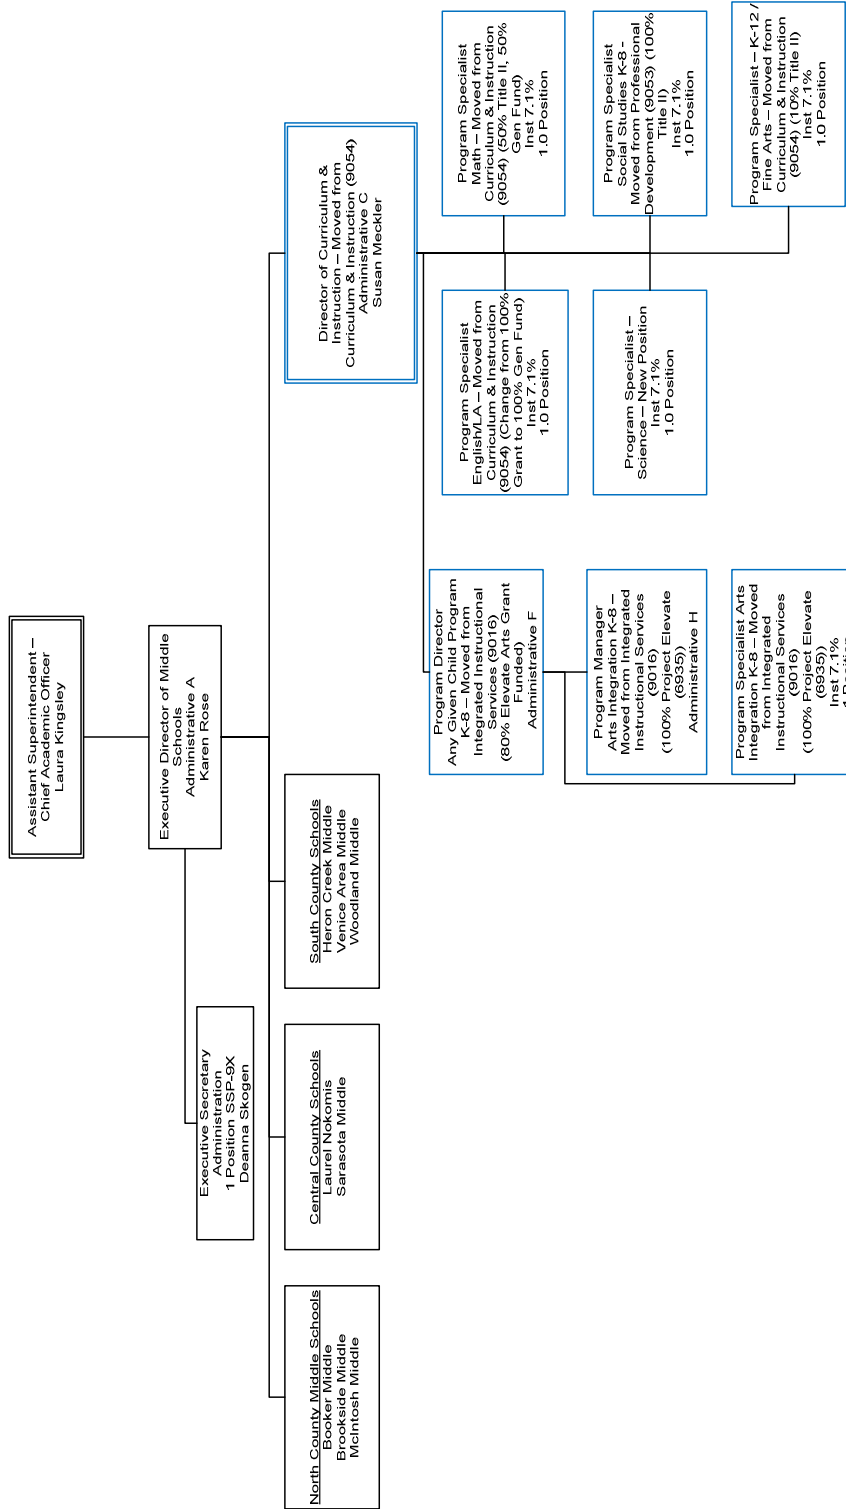 Assistant Superintendent –
Chief Academic Officer
Laura Kingsley
Executive Director of Middle
Schools
Administrative A
Karen Rose
Executive Secretary
Administration
1 Position SSP-9X
Deanna Skogen
North County Middle Schools
Booker Middle
Brookside Middle
McIntosh Middle
Central County Schools
Laurel Nokomis
Sarasota Middle
South County Schools
Heron Creek Middle
Venice Area Middle
Woodland Middle
Director of Curriculum &
Instruction – Moved from
Curriculum & Instruction (9054)
Administrative C
Susan Meckler
Program Director
Any Given Child Program
K-8 – Moved from
Integrated Instructional
Services (9016)
(80% Elevate Arts Grant
Funded)
Administrative F
Program Manager
Arts Integration K-8 –
Moved from Integrated
Instructional Services
(9016)
(100% Project Elevate
(6935))
Administrative H
Program Specialist Arts
Integration K-8 – Moved
from Integrated
Instructional Services
(9016)
(100% Project Elevate
(6935))
Inst 7.1%
1 Position
Program Specialist
English/LA – Moved from
Curriculum & Instruction
(9054) (Change from 100%
Grant to 100% Gen Fund)
Inst 7.1%
1.0 Position
Program Specialist
Math – Moved from
Curriculum & Instruction
(9054) (50% Title II, 50%
Gen Fund)
Inst 7.1%
1.0 Position
Program Specialist –
Science – New Position
Inst 7.1%
1.0 Position
Program Specialist
Social Studies K-8 -
Moved from Professional
Development (9053) (100%
Title II)
Inst 7.1%
1.0 Position
Program Specialist – K-12 /
Fine Arts – Moved from
Curriculum & Instruction
(9054) (10% Title II)
Inst 7.1%
1.0 Position